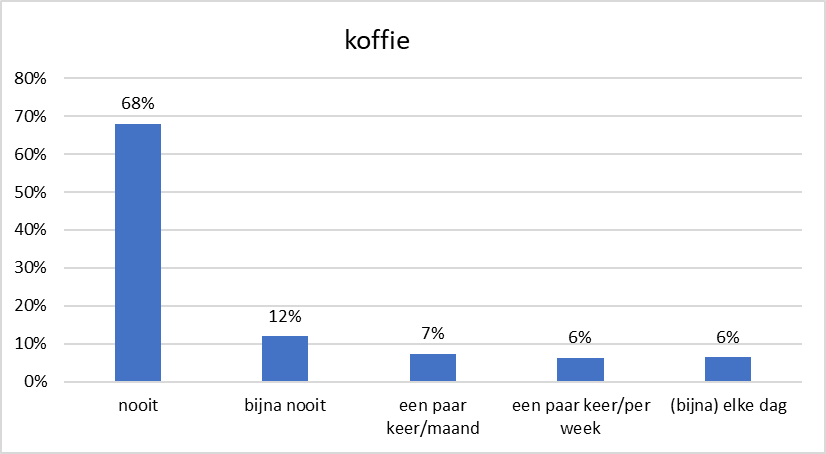 koffie
80%
70%
60%
50%
40%
30%
20%
10%
0%
68%
12%
7%
6%
6%
nooit
bijna nooit
een paar
keer/maand
een paar keer/per
week
(bijna) elke dag